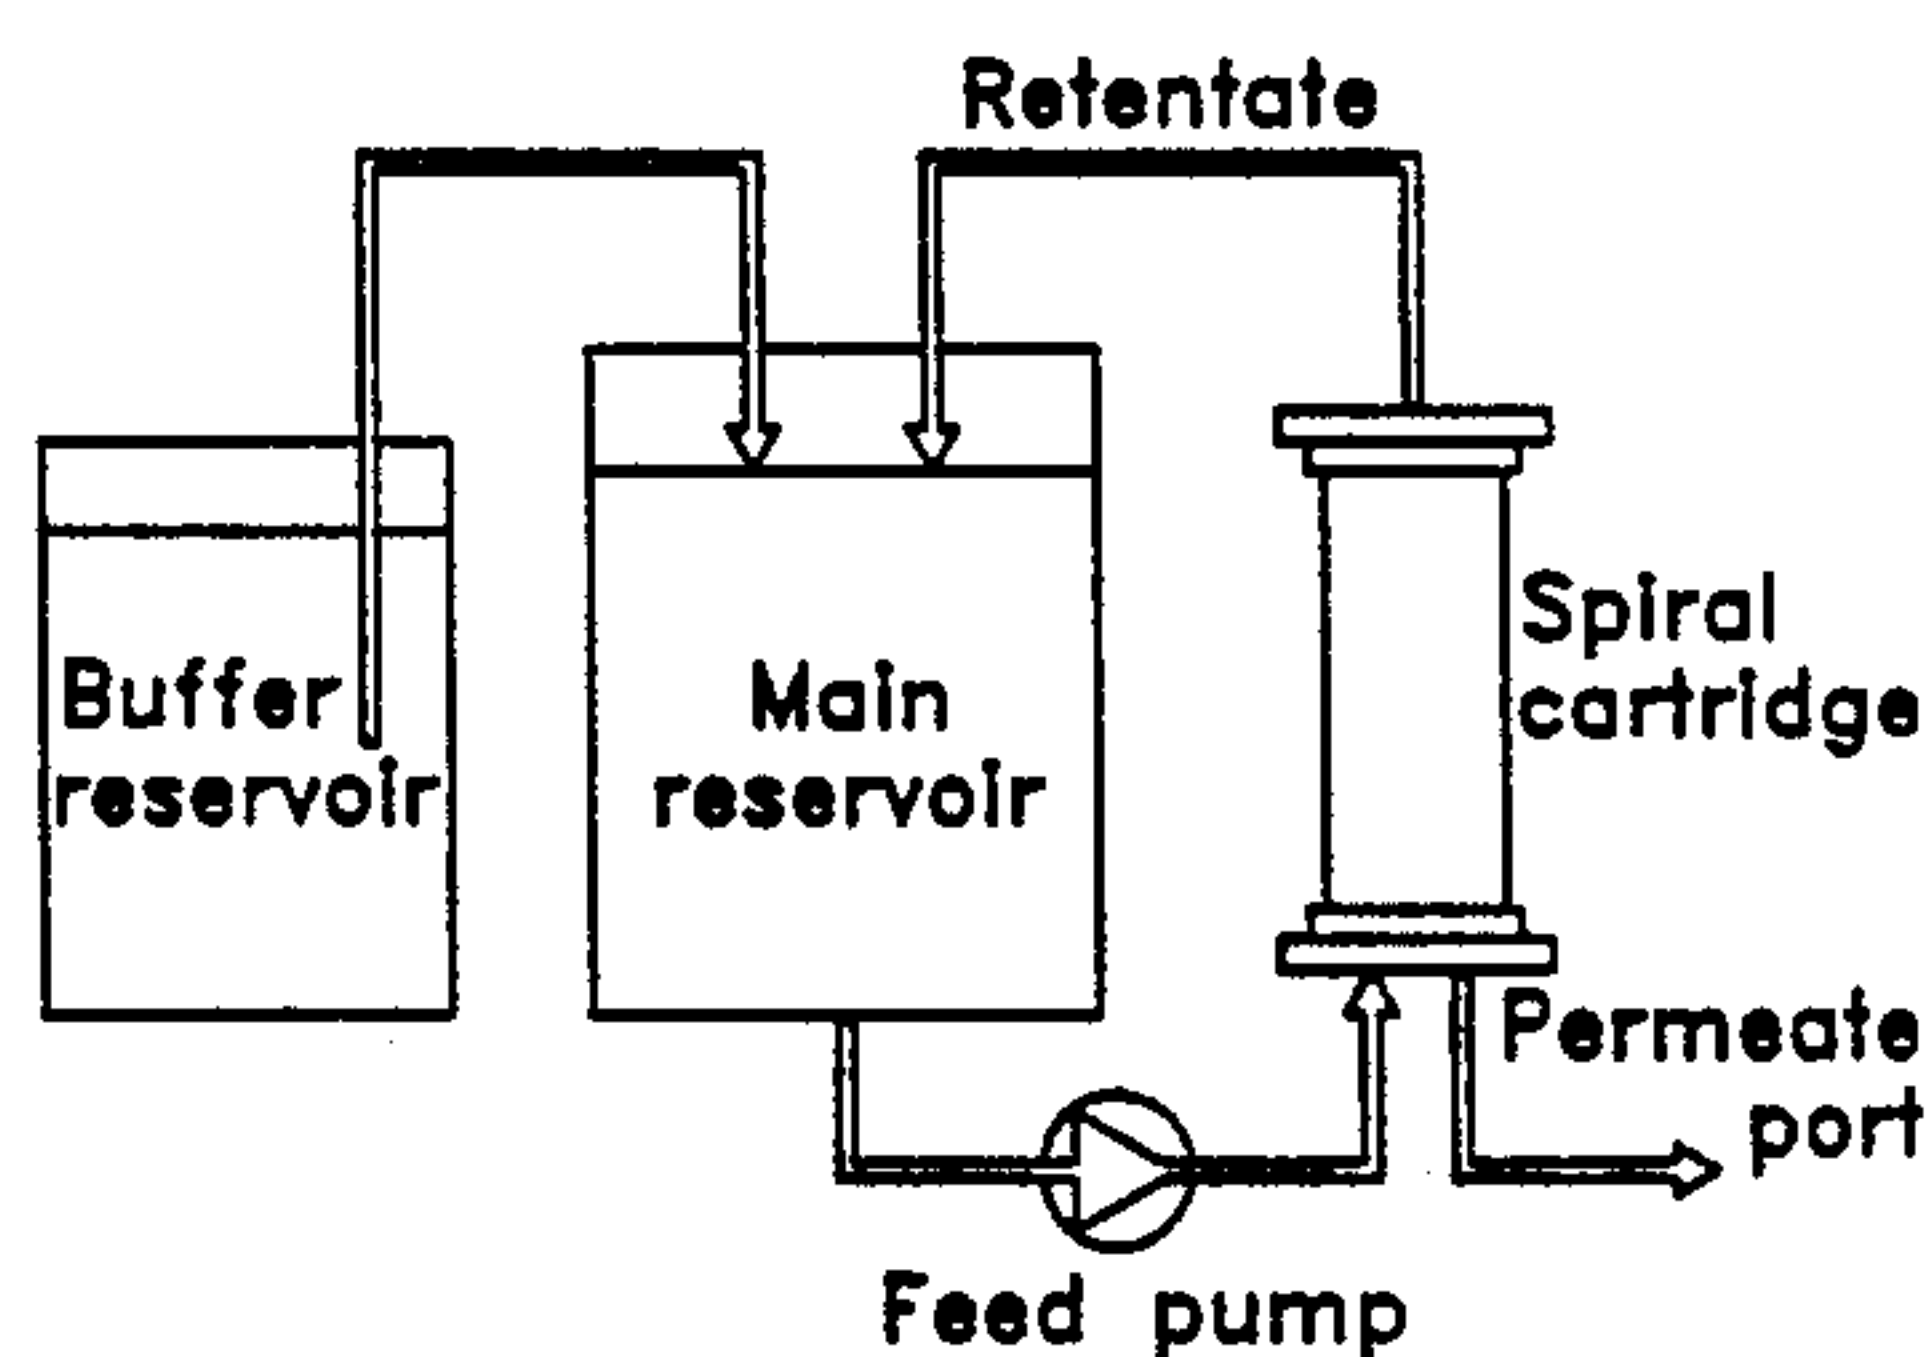 Retentate
Buffer
reservoir
Main
reservoir
Spiral
cartridge
Permeate
port
Feed pump